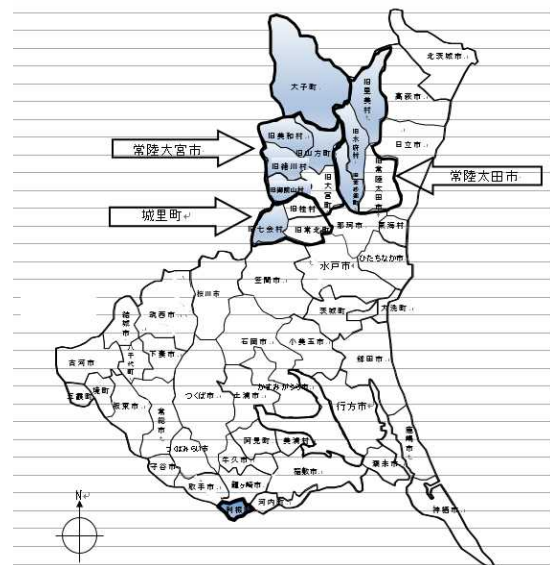 北茨城市
大子町
旧里美村
高萩市
日立市
旧美和村
旧山方町
旧水府村
旧緒川村
旧大宮町
旧常陸太田市
旧御前山村
常陸大宮市
常陸太田市
城里町
旧桂村
旧七会村
旧常北町
那珂市
東海村
水戸市
ひたちなか市
笠間市
桜川市
茨城町
大洗町
筑西市
結城市
石岡市
小美玉市
鉾田市
八千代町
下妻市
古河市
五霞町
境町
坂東市
常総市
つくば市
土浦市
かすみがうら市
行方市
鹿嶋市
つくばみらい市
阿見町
美浦村
守谷市
牛久市
稲敷市
潮来市
取手市
龍ヶ崎市
河内町
利根
神栖市
N